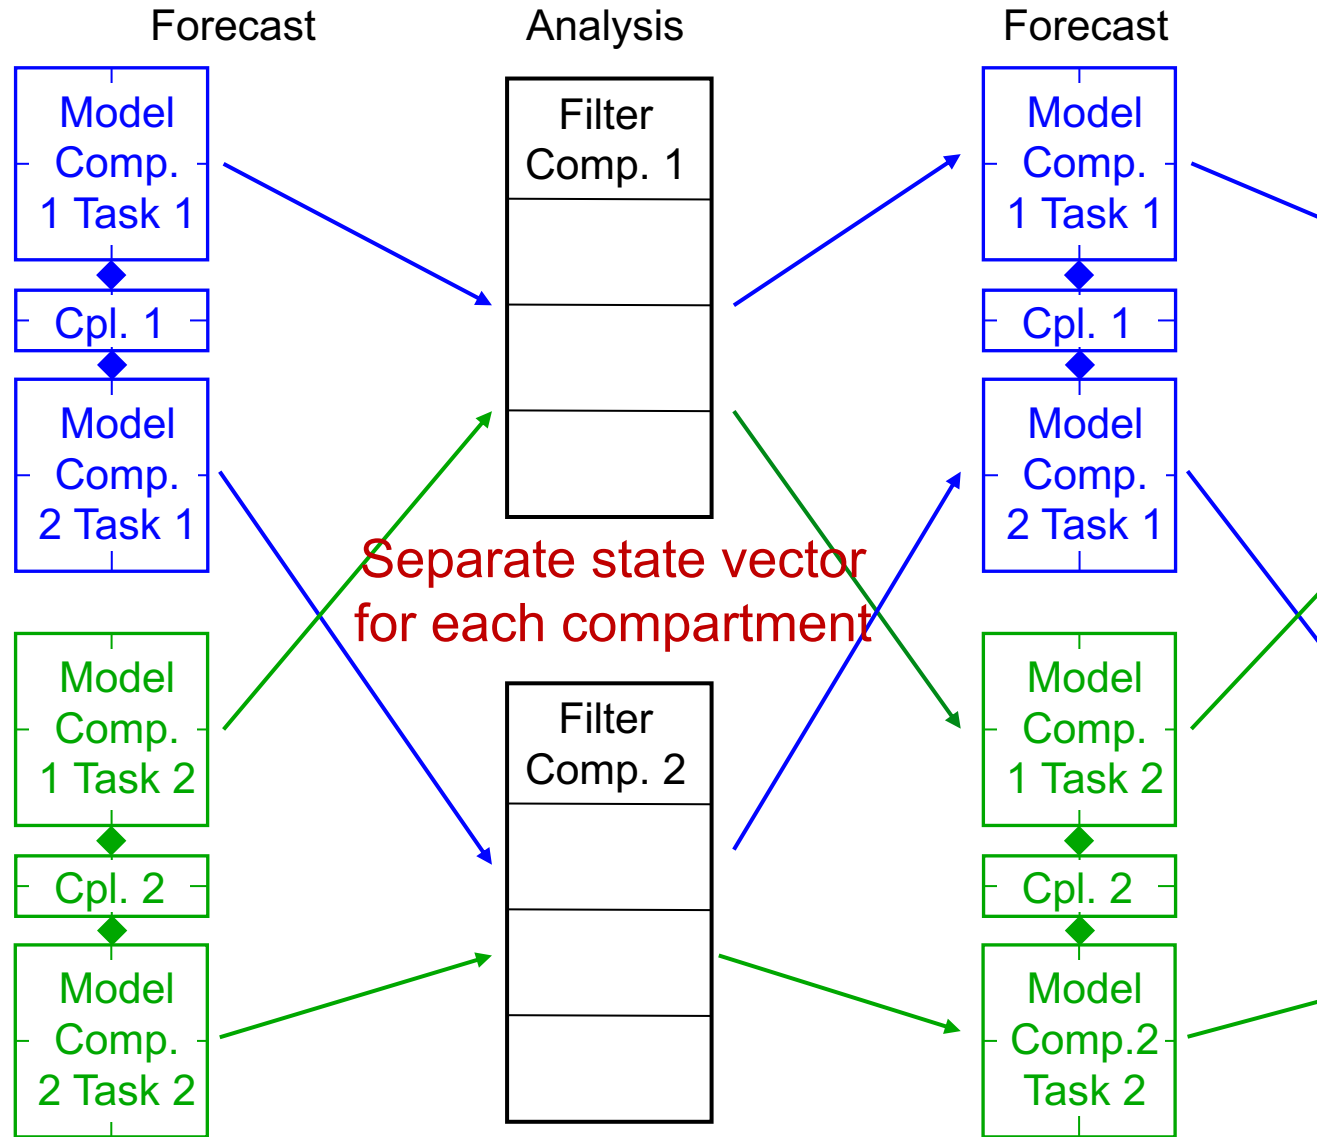 Forecast
Analysis
Forecast
Model
Comp.
1 Task 1
Cpl. 1
Model
Comp.
2 Task 1
Model
Comp.
1 Task 2
Cpl. 2
Model
Comp.
2 Task 2
Filter
Comp. 1
Separate state vector
for each compartment
Filter
Comp. 2
Model
Comp.
1 Task 1
Cpl. 1
Model
Comp.
2 Task 1
Model
Comp.
1 Task 2
Cpl. 2
Model
Comp.2
Task 2